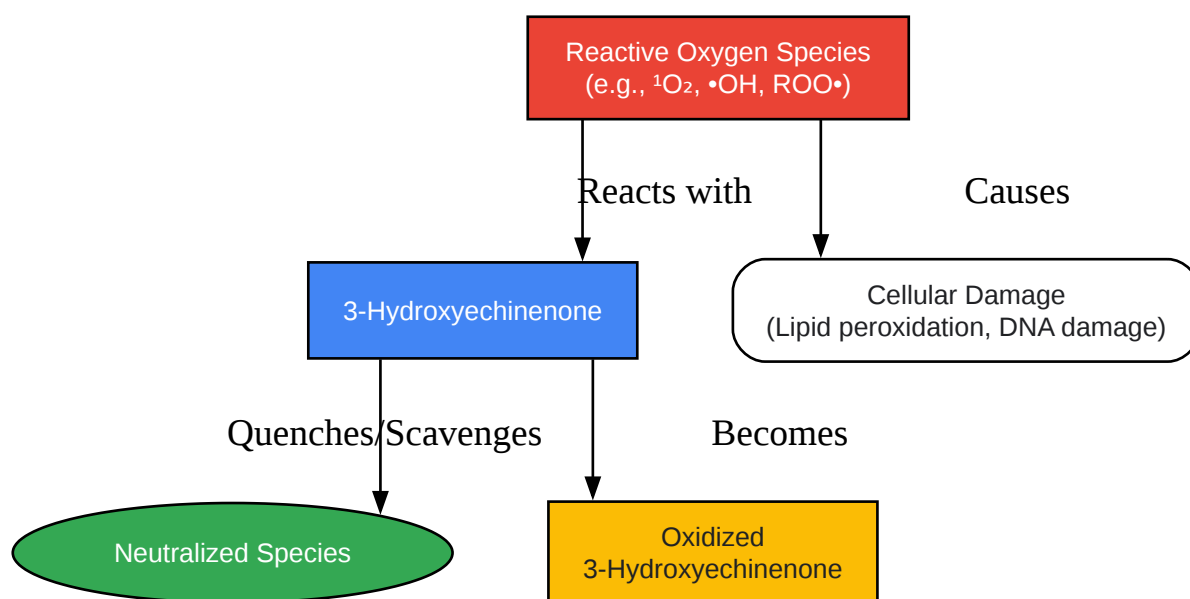 Reactive Oxygen Species
(e.g., ¹O₂, •OH, ROO•)
Reacts with
Causes
3-Hydroxyechinenone
Cellular Damage
(Lipid peroxidation, DNA damage)
Quenches/Scavenges
Becomes
Neutralized Species
Oxidized
3-Hydroxyechinenone